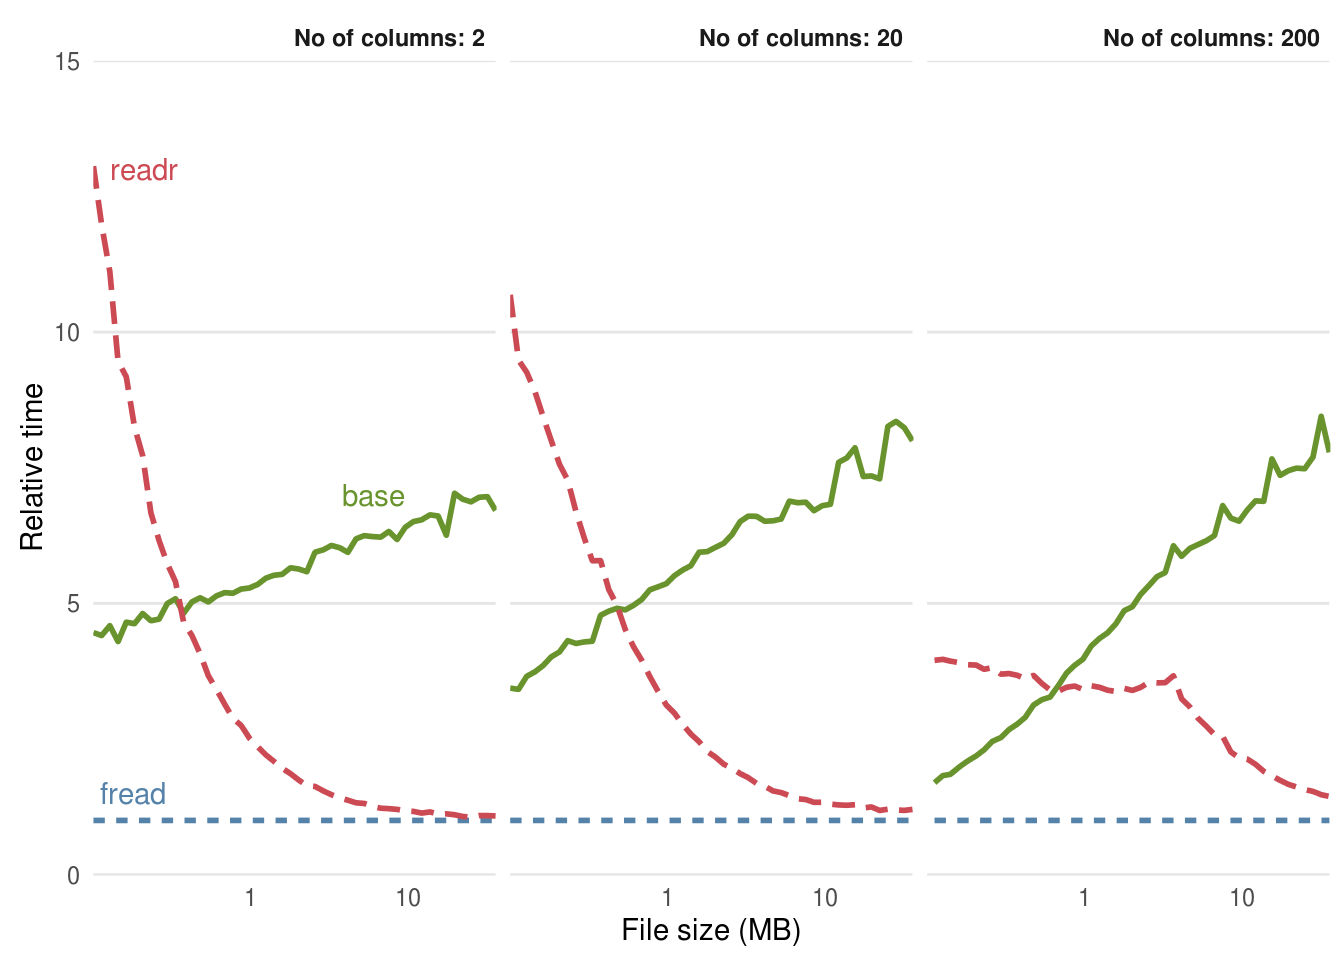 No of columns: 2
No of columns: 20
No of columns: 200
15
10
5
0
Relative time
readr
base
fread
1
10
1
10
1
10
File size (MB)